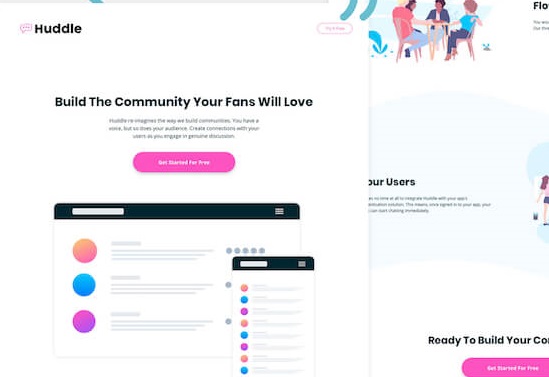 Huddle
Try It Free
Build The Community Your Fans Will Love
Huddle re-imagines the way we build communities. You have a
voice, but so does your audience. Create connections with your
users as you engage in genuine discussion.
Get Started For Free
Flo
our Users
no time at all to integrate Huddle with your app's
solution. This means, once signed in to your app, your
can start chatting immediately.
Ready To Build Your Co
Get Started For Free